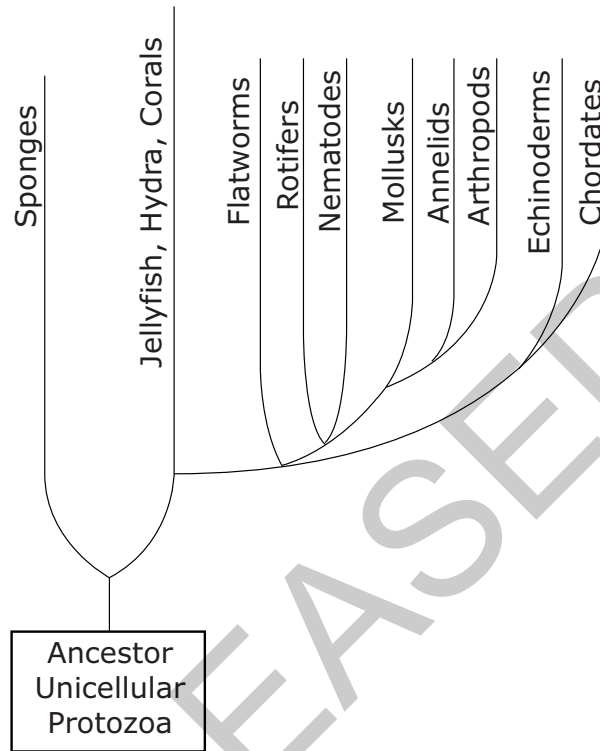 Sponges
Jellyfish, Hydra, Corals
Flatworms
Rotifers
Nematodes
Mollusks
Annelids
Arthropods
Echinoderms
Chordates
Ancestor
Unicellular
Protozoa